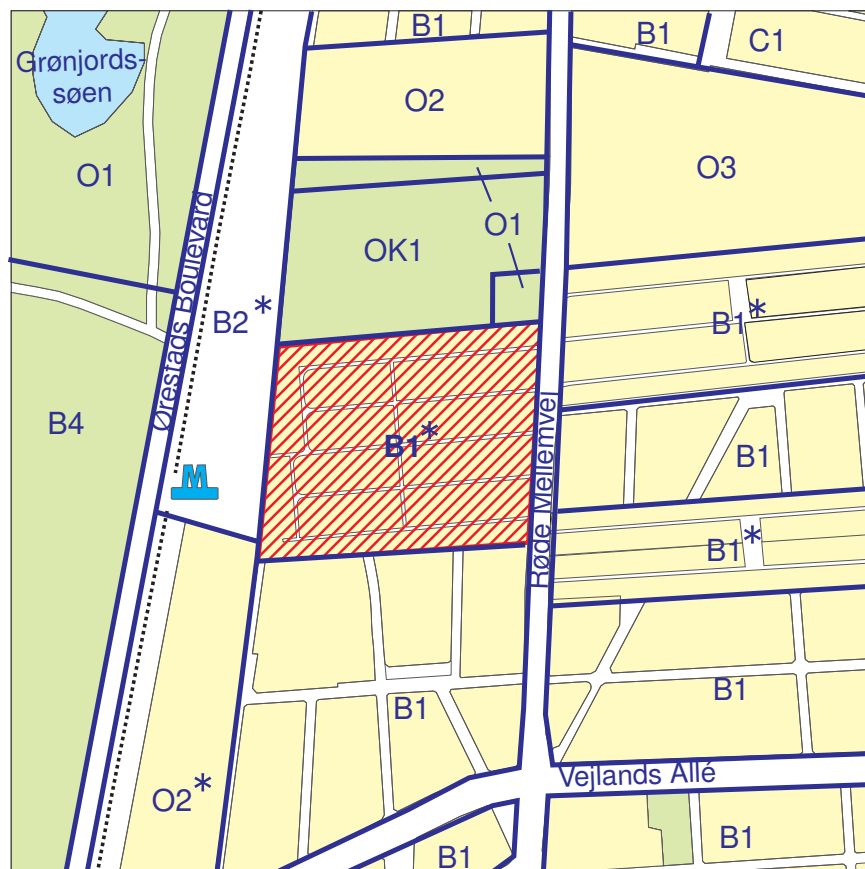 B1
B1
C1
Grønjords-
søen
O2
O1
O3
O1
OK1
B2*
B1*
Ørestads Boulevard
B4
B1*
Røde Mellemvej
B1
M
B1*
B1
B1
Vejlands Allé
O2*
B1
B1